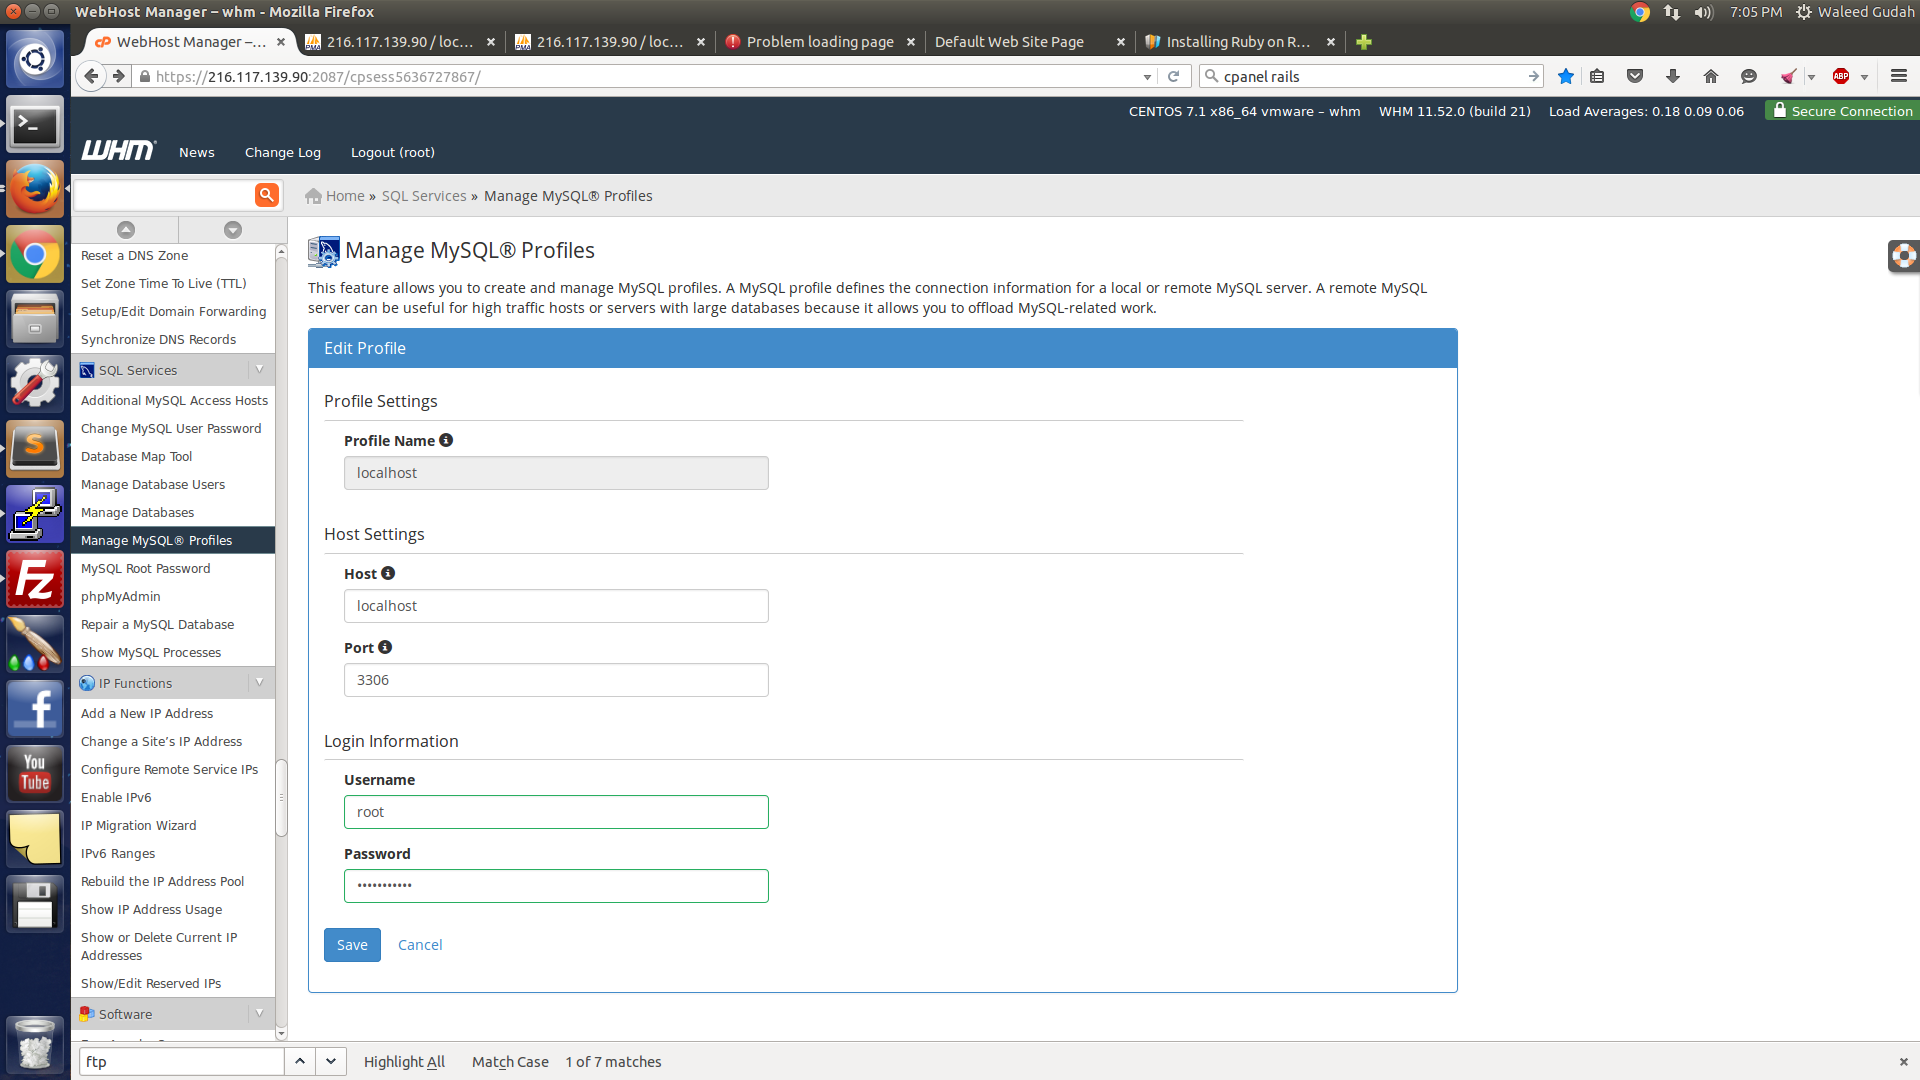 WebHost Manager – whm - Mozilla Firefox
7:05 PM
Waleed Gudah
WebHost Manager –...
216.117.139.90 / loc...
216.117.139.90 / loc...
Problem loading page
Default Web Site Page
Installing Ruby on R...
https://216.117.139.90:2087/cpsess5636727867/
cpanel rails
ABP
CENTOS 7.1 x86_64 vmware – whm
WHM 11.52.0 (build 21)
Load Averages: 0.18 0.09 0.06
Secure Connection
WHM
News
Change Log
Logout (root)
Home » SQL Services » Manage MySQL® Profiles
Reset a DNS Zone
Set Zone Time To Live (TTL)
Setup/Edit Domain Forwarding
Synchronize DNS Records
SQL Services
Additional MySQL Access Hosts
Change MySQL User Password
Database Map Tool
Manage Database Users
Manage Databases
Manage MySQL® Profiles
MySQL Root Password
phpMyAdmin
Repair a MySQL Database
Show MySQL Processes
IP Functions
Add a New IP Address
Change a Site’s IP Address
Configure Remote Service IPs
Enable IPv6
IP Migration Wizard
IPv6 Ranges
Rebuild the IP Address Pool
Show IP Address Usage
Show or Delete Current IP
Addresses
Show/Edit Reserved IPs
Software
Manage MySQL® Profiles
This feature allows you to create and manage MySQL profiles. A MySQL profile defines the connection information for a local or remote MySQL server. A remote MySQL
server can be useful for high traffic hosts or servers with large databases because it allows you to offload MySQL-related work.
Edit Profile
Profile Settings
Profile Name
localhost
Host Settings
Host
localhost
Port
3306
Login Information
Username
root
Password
•••••••••••
Save
Cancel
ftp
Highlight All
Match Case
1 of 7 matches
S
Fz
f
You
Tube